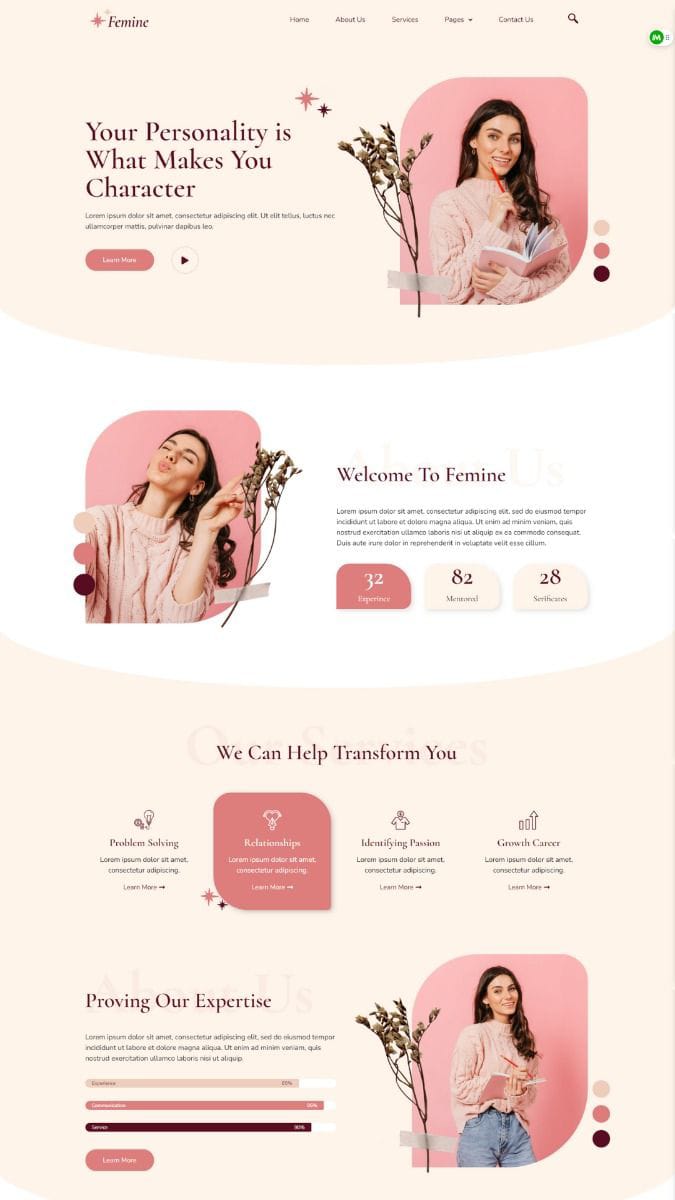 Femine
Home About Us Services Pages Contact Us
Your Personality is
What Makes You
Character
Lorem ipsum dolor sit amet, consectetur adipiscing elit. Ut elit tellus, luctus nec
ullamcorper mattis, pulvinar dapibus leo.
Learn More
About Us
Welcome To Femine
Lorem ipsum dolor sit amet, consectetur adipiscing elit, sed do eiusmod tempor
incididunt ut labore et dolore magna aliqua. Ut enim ad minim veniam, quis
nostrud exercitation ullamco laboris nisi ut aliquip ex ea commodo consequat.
Duis aute irure dolor in reprehenderit in voluptate velit esse cillum.
32 82 28
Experince Mentored Serificates
Our Services
We Can Help Transform You
Problem Solving
Lorem ipsum dolor sit amet,
consectetur adipiscing.
Learn More ➞
Relationships
Lorem ipsum dolor sit amet,
consectetur adipiscing.
Learn More ➞
Identifying Passion
Lorem ipsum dolor sit amet,
consectetur adipiscing.
Learn More ➞
Growth Career
Lorem ipsum dolor sit amet,
consectetur adipiscing.
Learn More ➞
About Us
Proving Our Expertise
Lorem ipsum dolor sit amet, consectetur adipiscing elit, sed do eiusmod tempor
incididunt ut labore et dolore magna aliqua. Ut enim ad minim veniam, quis
nostrud exercitation ullamco laboris nisi ut aliquip.
Experience 85%
Communication 95%
Service 90%
Learn More